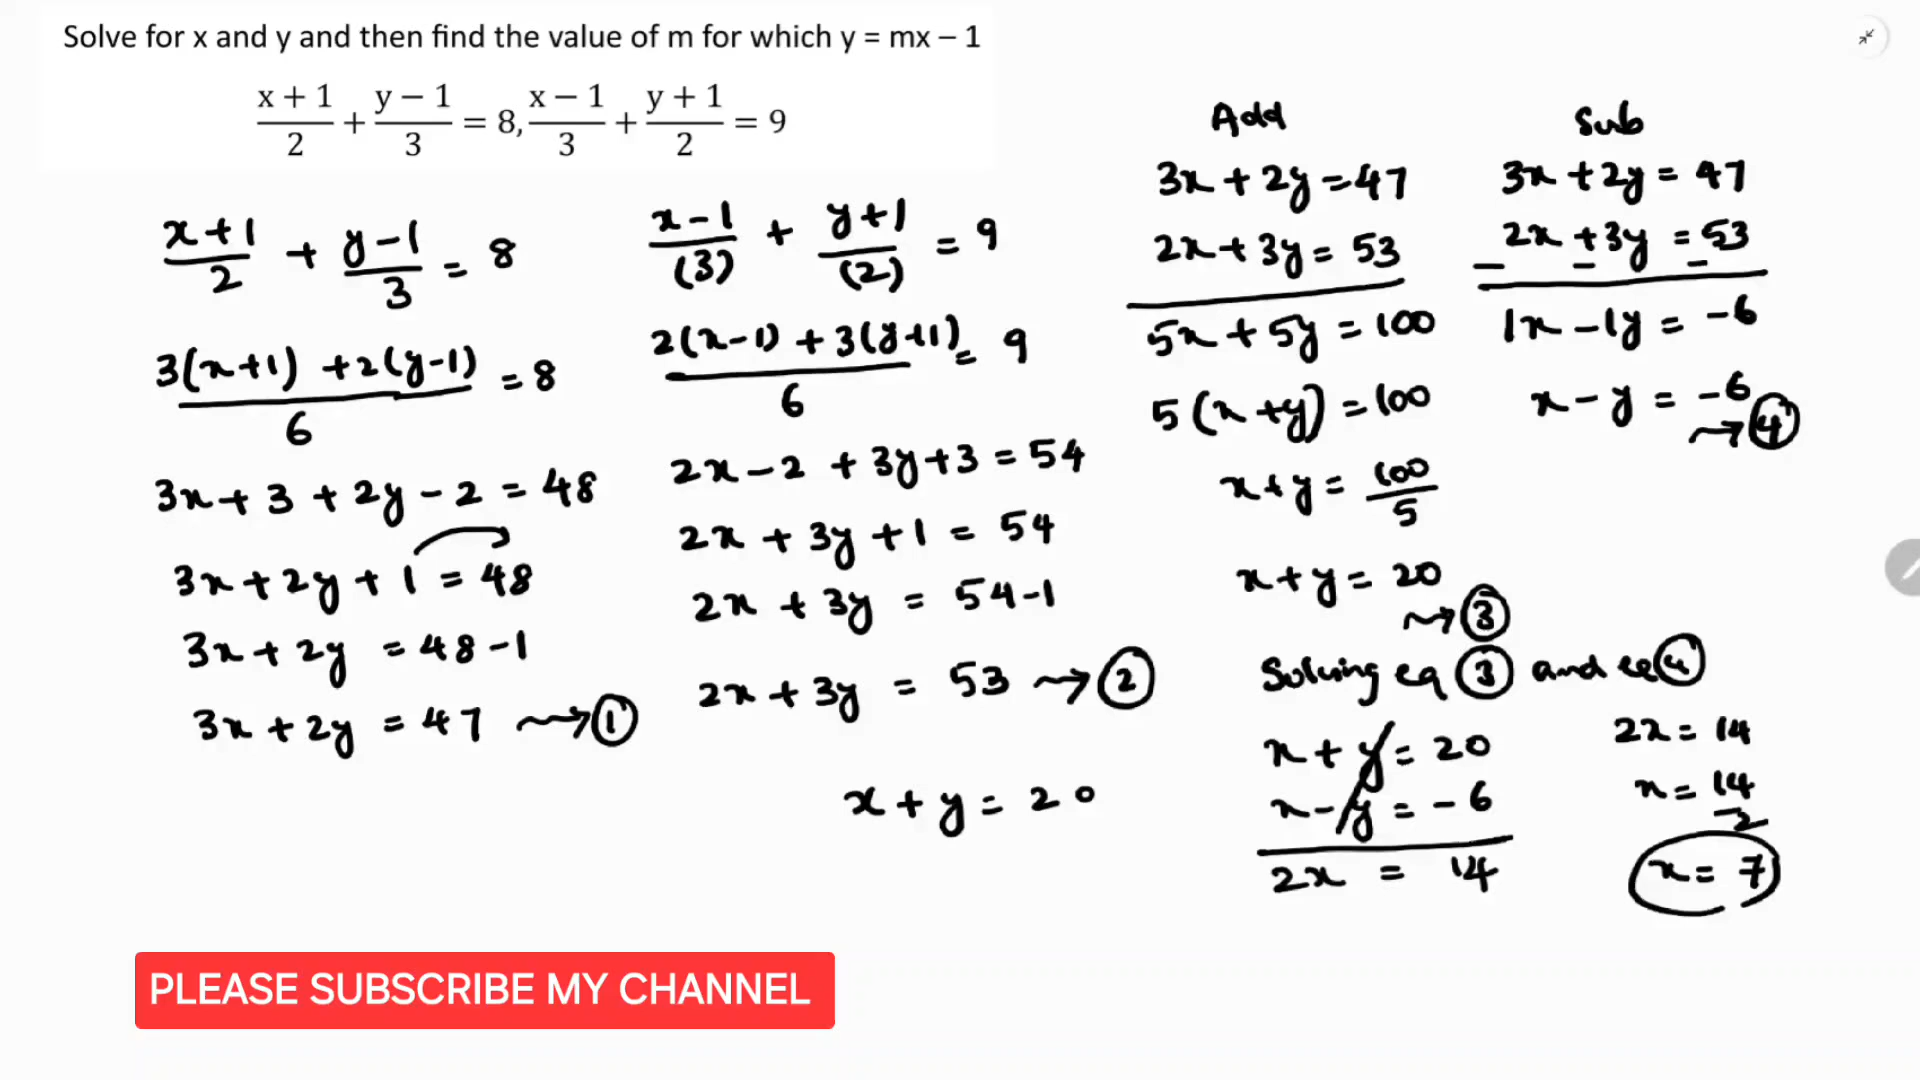 Solve for x and y and then find the value of m for which y = mx – 1
(x + 1)/2 + (y − 1)/3 = 8, (x − 1)/3 + (y + 1)/2 = 9
(x+1)/2 + (y-1)/3 = 8
(3(x+1) + 2(y-1))/6 = 8
3x + 3 + 2y - 2 = 48
3x + 2y + 1 = 48
3x + 2y = 48 - 1
3x + 2y = 47 → ①
(x-1)/(3) + (y+1)/(2) = 9
(2(x-1) + 3(y+1))/6 = 9
2x - 2 + 3y + 3 = 54
2x + 3y + 1 = 54
2x + 3y = 54-1
2x + 3y = 53 → ②
x + y = 20
Add
3x + 2y = 47
2x + 3y = 53
5x + 5y = 100
5(x + y) = 100
x + y = 100/5
x + y = 20
→ ③
Sub
3x + 2y = 47
2x + 3y = 53
− − −
1x - 1y = -6
x - y = -6
→ ④
Solving eq ③ and eq ④
x + y = 20
x - y = -6
2x = 14
2x = 14
x = 14/2
x = 7
PLEASE SUBSCRIBE MY CHANNEL